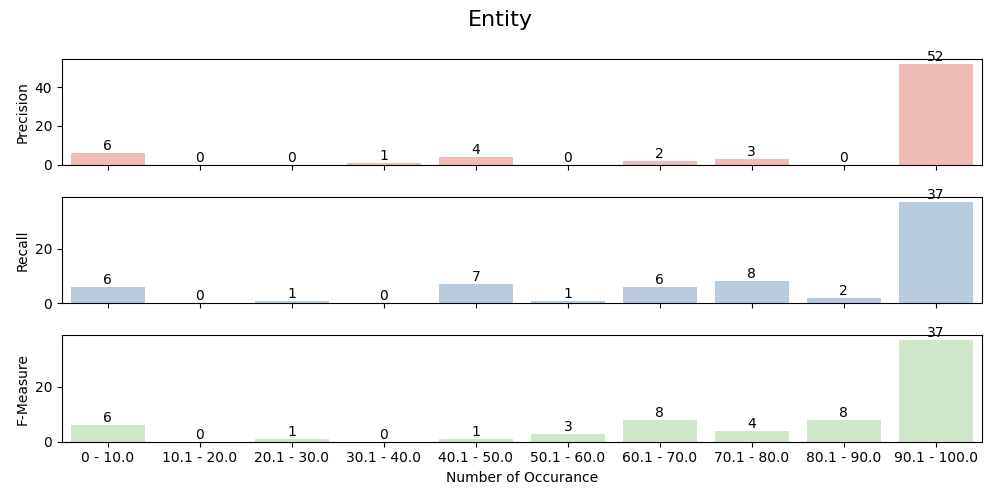 Entity
Precision
40
20
0
6 0 0 1 4 0 2 3 0 52
Recall
20
0
6 0 1 0 7 1 6 8 2 37
F-Measure
20
0
6 0 1 0 1 3 8 4 8 37
0 - 10.0 10.1 - 20.0 20.1 - 30.0 30.1 - 40.0 40.1 - 50.0 50.1 - 60.0 60.1 - 70.0 70.1 - 80.0 80.1 - 90.0 90.1 - 100.0
Number of Occurance